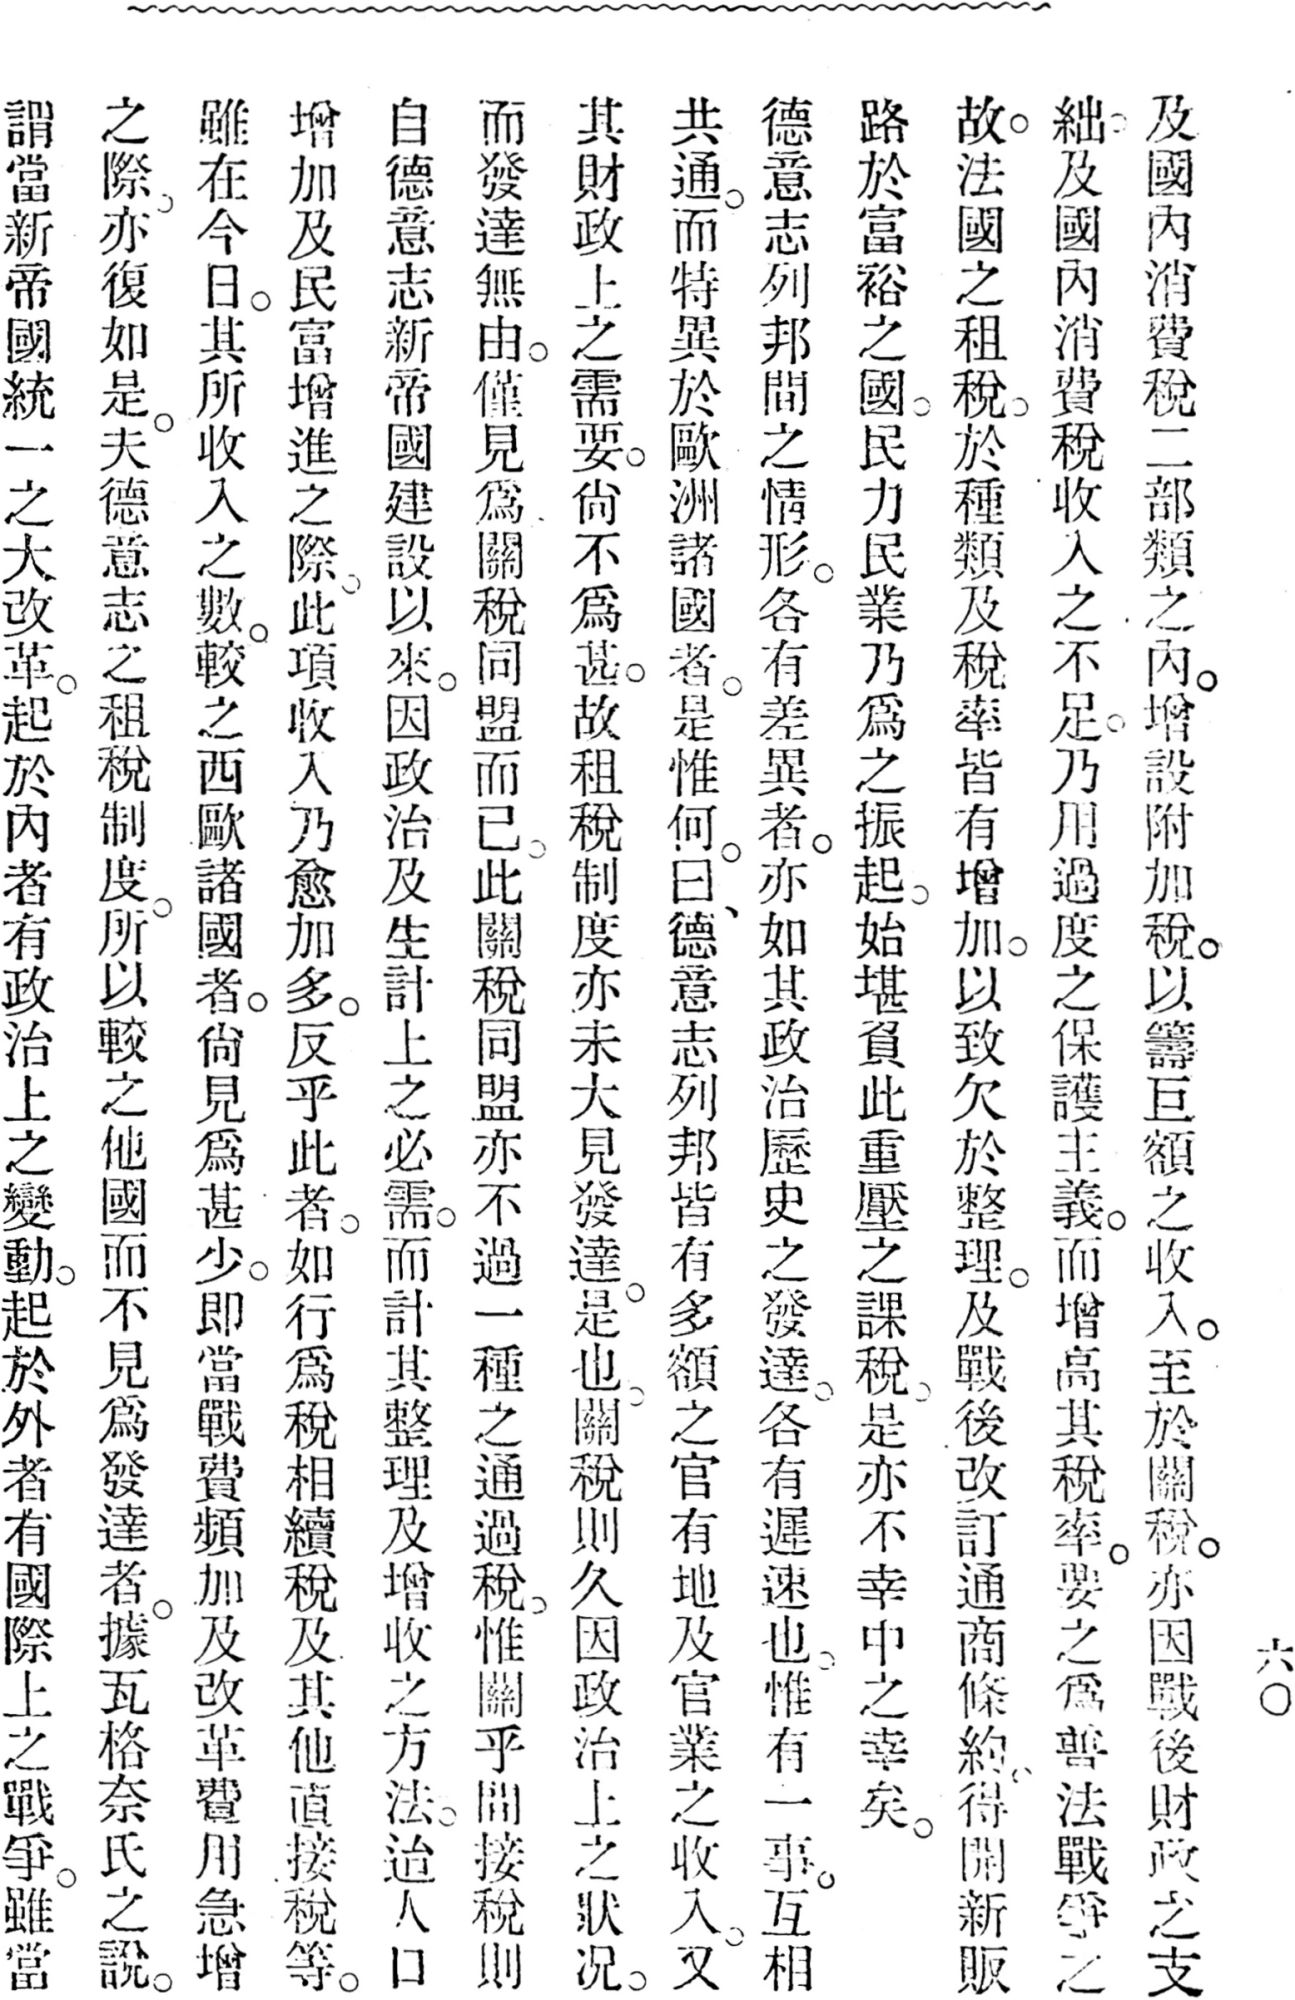 及國內消費稅二部類之內。增設附加稅。以籌巨額之收入。至於關稅。亦因戰後財政之支
絀。及國內消費稅收入之不足。乃用過度之保護主義。而增高其稅率。要之爲普法戰爭之
故。法國之租稅。於種類及稅率皆有增加。以致欠於整理。及戰後改訂通商條約。得開新販
路於富裕之國。民力民業乃爲之振起。始堪負此重壓之課稅。是亦不幸中之幸矣。
德意志列邦間之情形。各有差異者。亦如其政治歷史之發達。各有遲速也。惟有一事。互相
共通。而特異於歐洲諸國者。是惟何。曰、德意志列邦皆有多額之官有地及官業之收入。又
其財政上之需要。尙不爲甚。故租稅制度亦未大見發達。是也。關稅則久因政治上之狀況。
而發達無由。僅見爲關稅同盟而已。此關稅同盟亦不過一種之通過稅。惟關乎間接稅則
自德意志新帝國建設以來。因政治及生計上之必需。而計其整理及增收之方法。迨人口
增加及民富增進之際。此項收入乃愈加多。反乎此者。如行爲稅相續稅及其他直接稅等。
雖在今日。其所收入之數。較之西歐諸國者。尙見爲甚少。即當戰費頻加及改革費用急增
之際。亦復如是。夫德意志之租稅制度。所以較之他國而不見爲發達者。據瓦格奈氏之說。
謂當新帝國統一之大改革。起於內者有政治上之變動。起於外者有國際上之戰爭。雖當
六〇